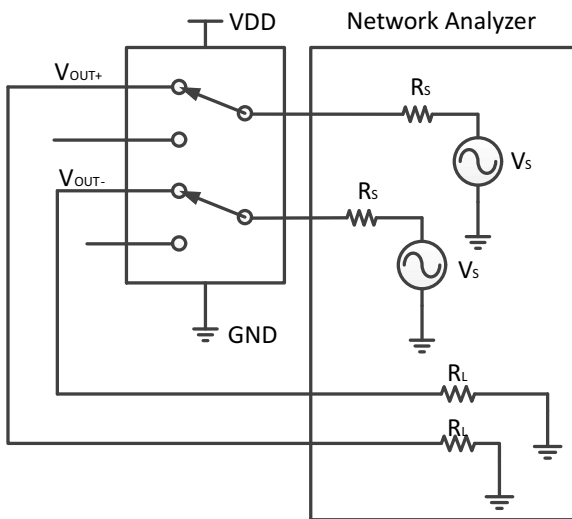 Network Analyzer
VDD
VOUT+
RS
VS
VOUT-
RS
VS
GND
RL
RL